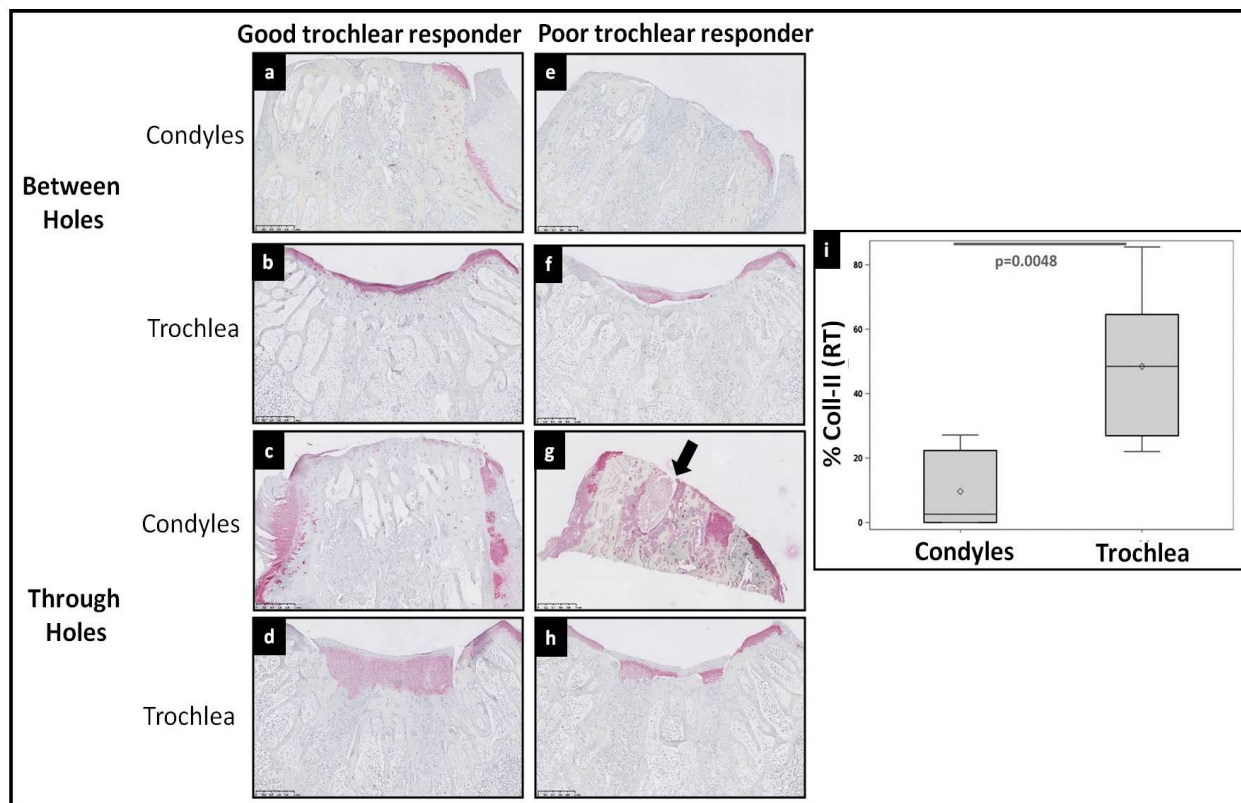 Good trochlear responder
Poor trochlear responder
a
e
Condyles
Between
Holes
b
f
Trochlea
c
g
Condyles
Through
Holes
d
h
Trochlea
i
p=0.0048
% Coll-II (RT)
80
60
40
20
0
Condyles
Trochlea